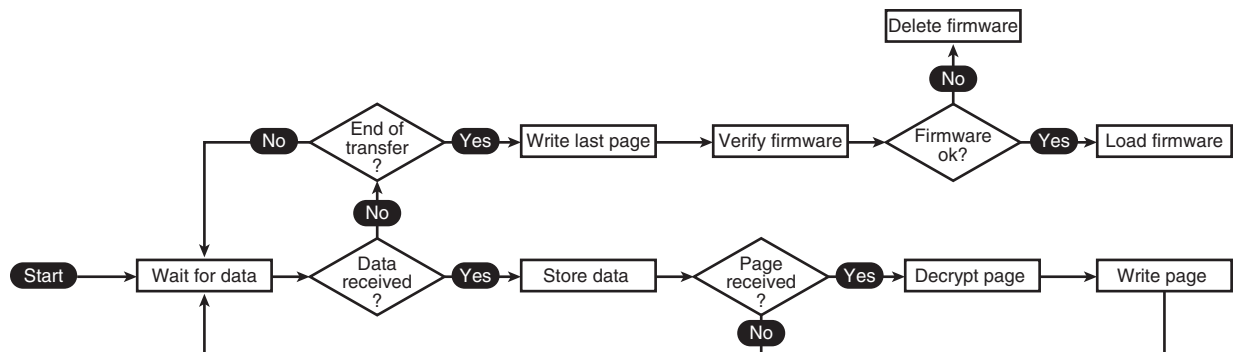 Delete firmware
No
No
End of
transfer
?
Yes
Write last page
Verify firmware
Firmware
ok?
Yes
Load firmware
No
Start
Wait for data
Data
received
?
Yes
Store data
Page
received
?
Yes
Decrypt page
Write page
No